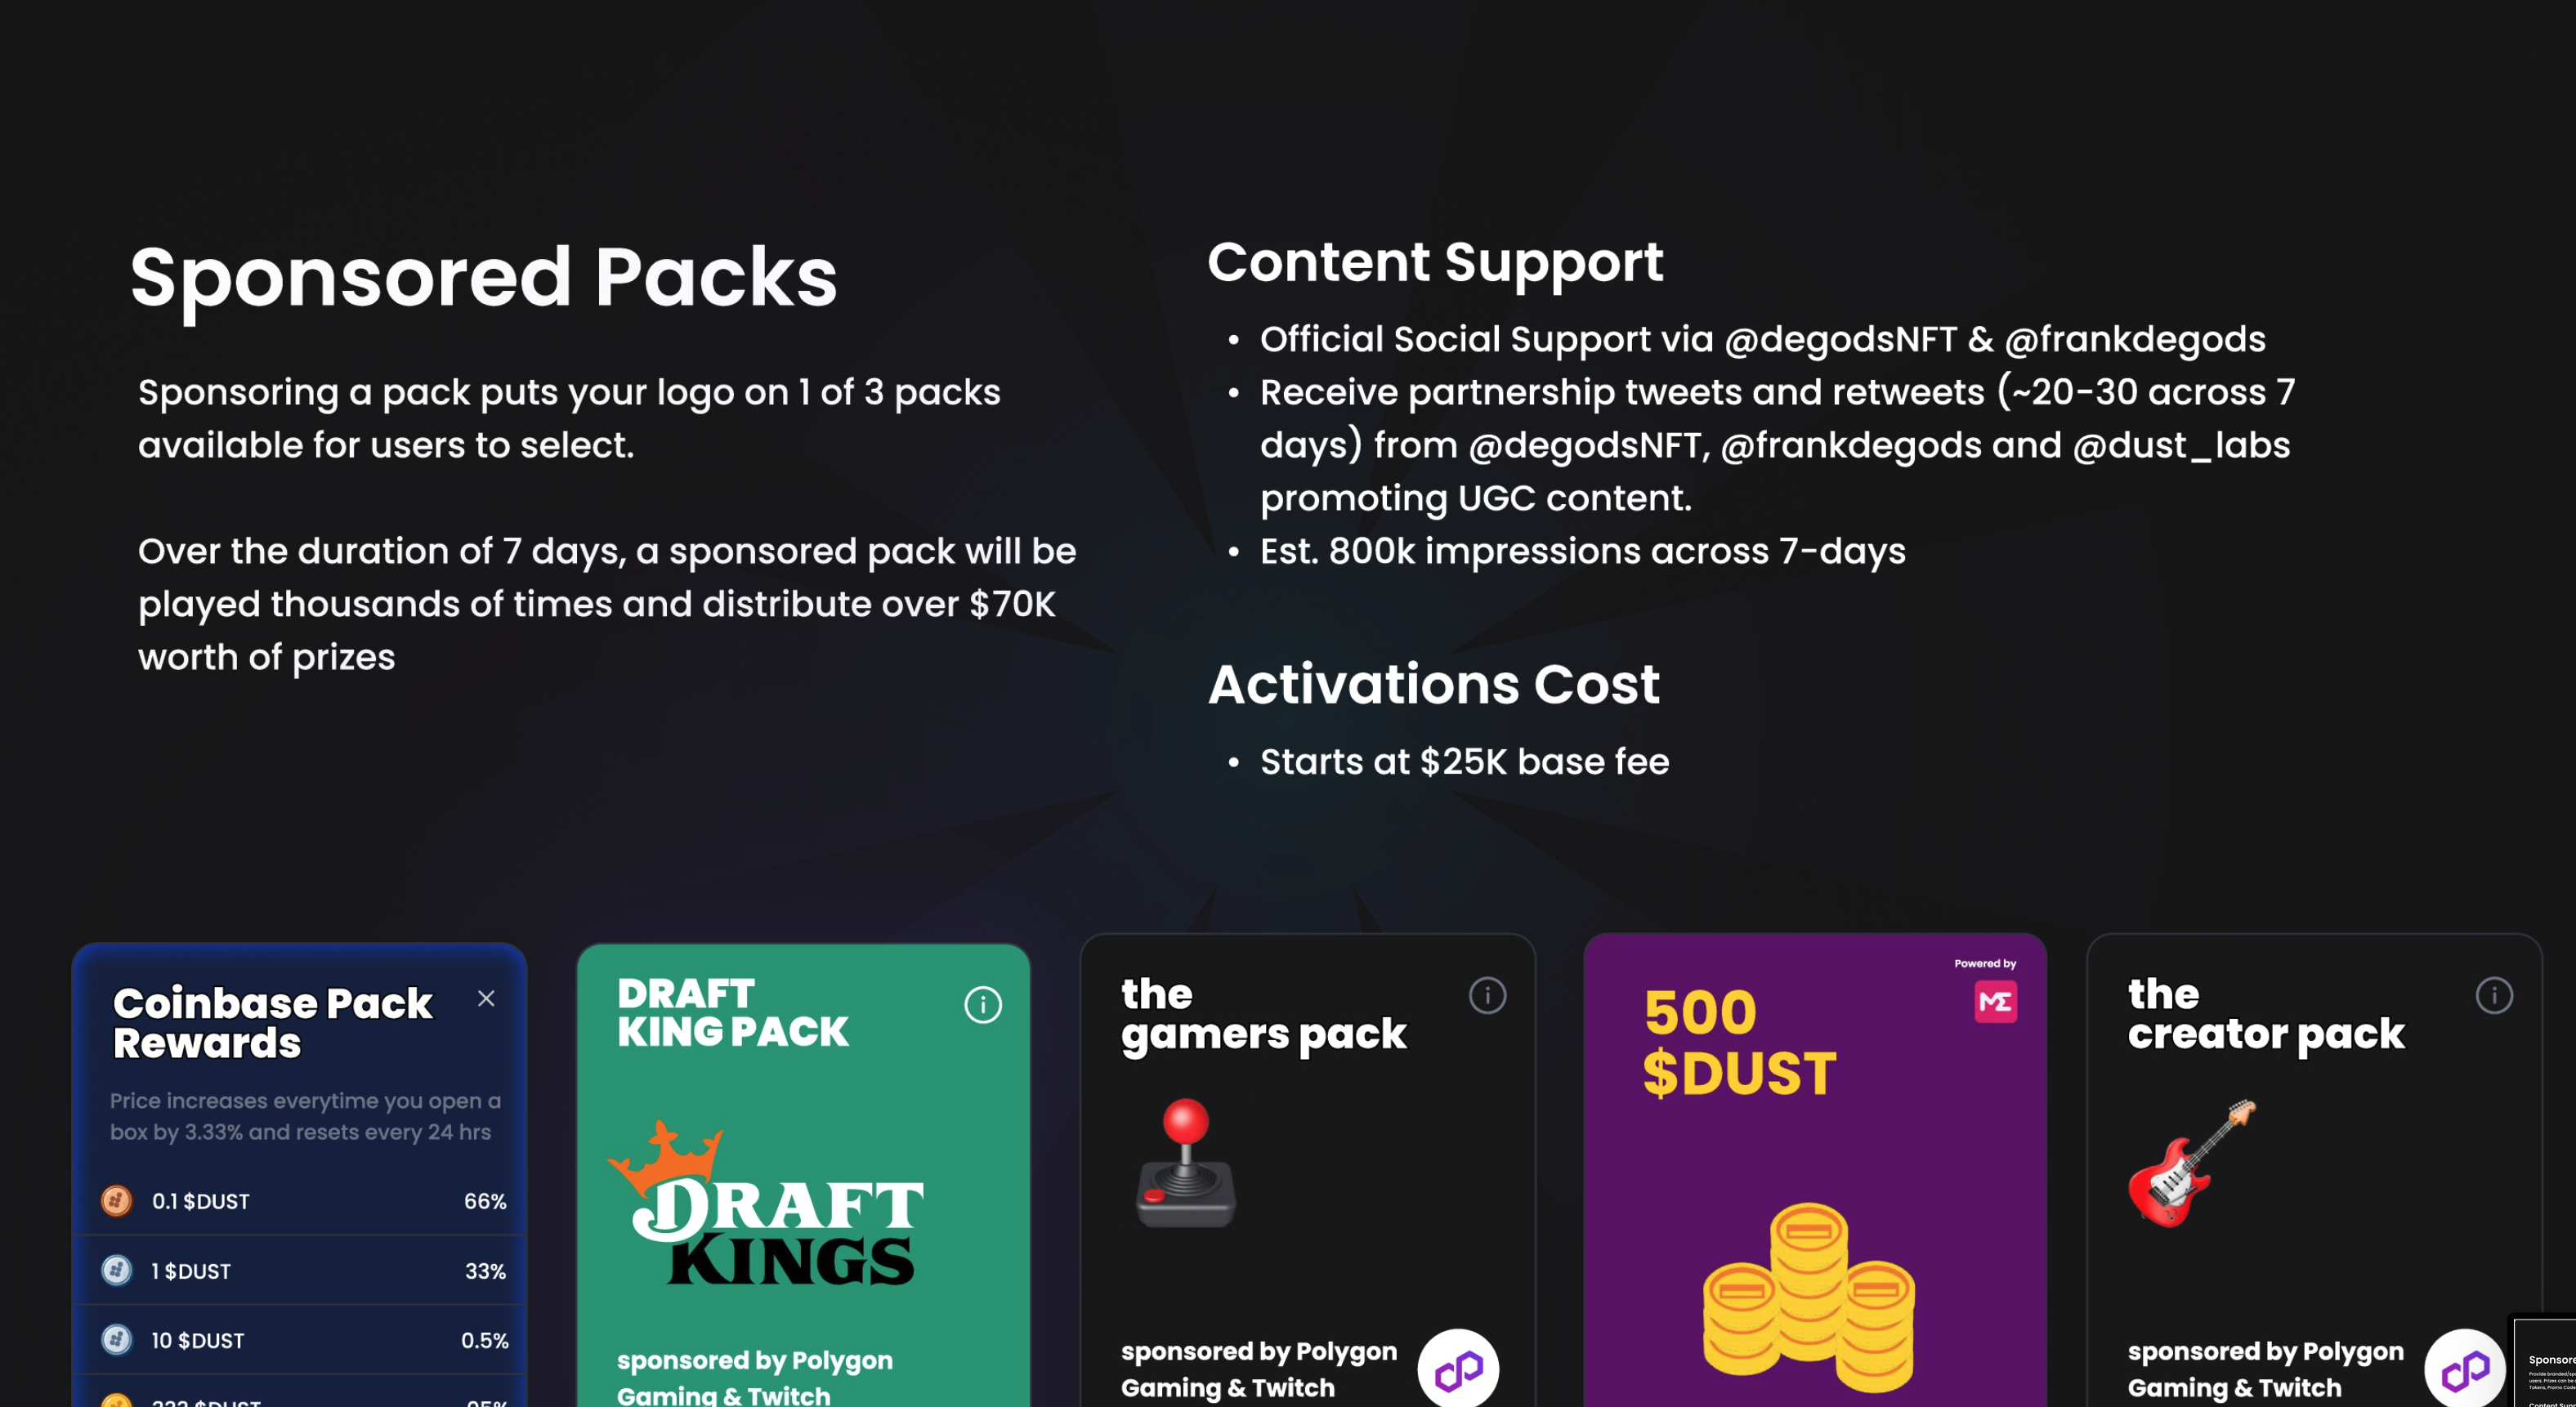 Sponsored Packs
Sponsoring a pack puts your logo on 1 of 3 packs
available for users to select.
Over the duration of 7 days, a sponsored pack will be
played thousands of times and distribute over $70K
worth of prizes
Content Support
• Official Social Support via @degodsNFT & @frankdegods
• Receive partnership tweets and retweets (~20-30 across 7
days) from @degodsNFT, @frankdegods and @dust_labs
promoting UGC content.
• Est. 800k impressions across 7-days
Activations Cost
• Starts at $25K base fee
Coinbase Pack
Rewards
Price increases everytime you open a
box by 3.33% and resets every 24 hrs
0.1 $DUST 66%
1 $DUST 33%
10 $DUST 0.5%
DRAFT
KING PACK
DRAFT
KINGS
sponsored by Polygon
Gaming & Twitch
the
gamers pack
sponsored by Polygon
Gaming & Twitch
Powered by
ME
500
$DUST
the
creator pack
sponsored by Polygon
Gaming & Twitch